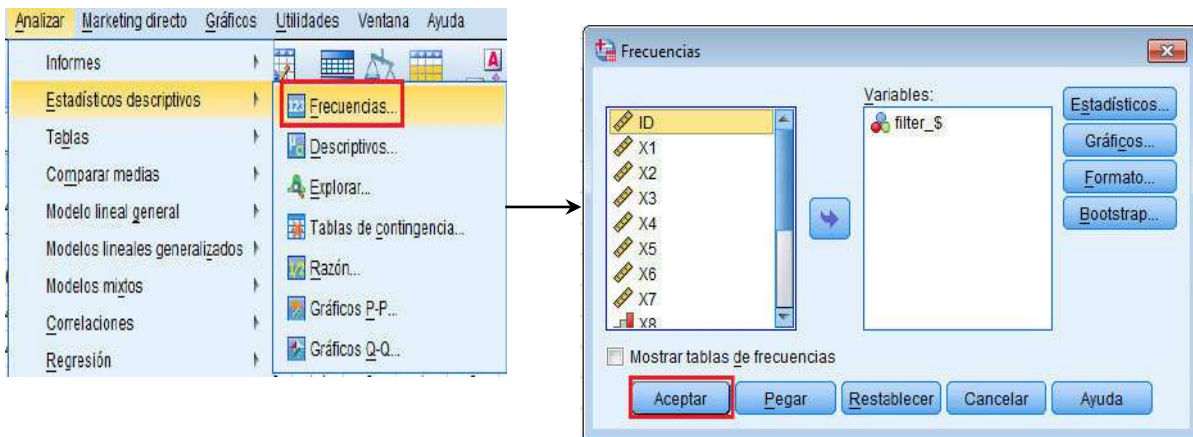 Analizar Marketing directo Gráficos Utilidades Ventana Ayuda
Informes
Estadísticos descriptivos
Tablas
Comparar medias
Modelo lineal general
Modelos lineales generalizados
Modelos mixtos
Correlaciones
Regresión
A
123 Frecuencias...
Descriptivos...
Explorar...
Tablas de contingencia...
Razón...
Gráficos P-P...
Gráficos Q-Q...
Frecuencias
ID
X1
X2
X3
X4
X5
X6
X7
X8
Variables:
filter_$
Estadísticos...
Gráficos...
Formato...
Bootstrap...
Mostrar tablas de frecuencias
Aceptar Pegar Restablecer Cancelar Ayuda